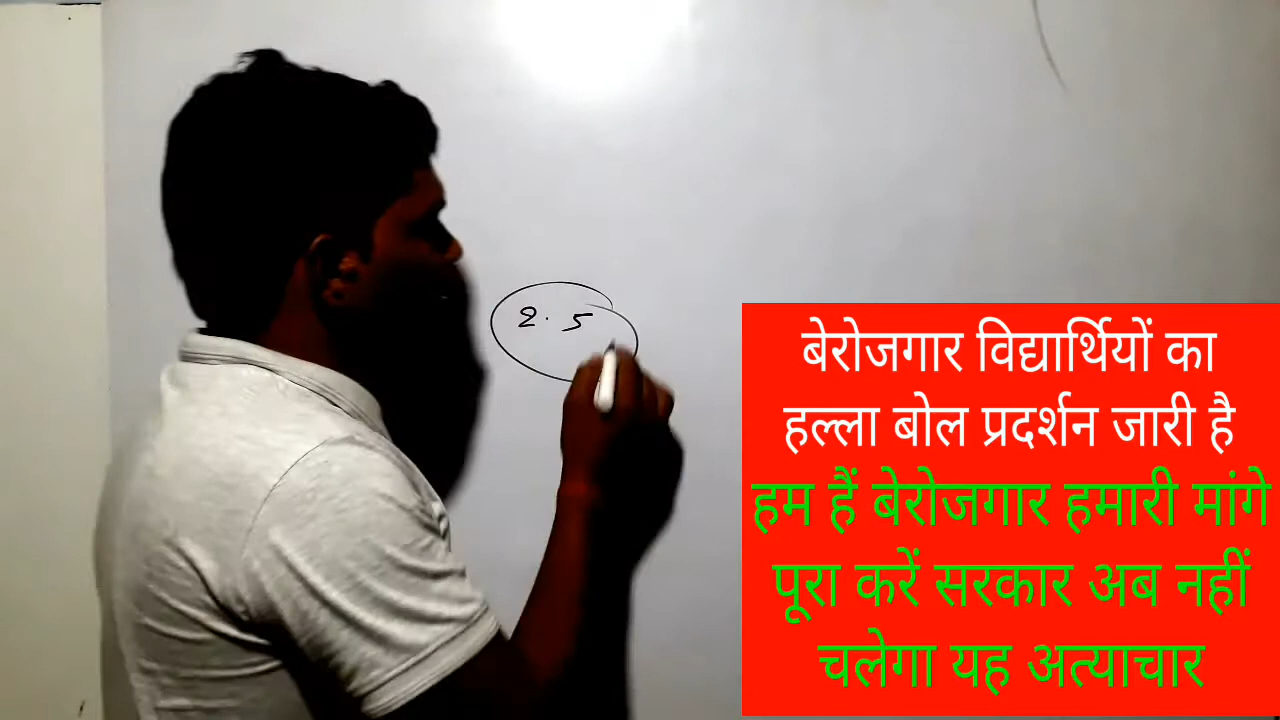 2.5
बेरोजगार विद्यार्थियों का
हल्ला बोल प्रदर्शन जारी है
हम हैं बेरोजगार हमारी मांगे
पूरा करें सरकार अब नहीं
चलेगा यह अत्याचार